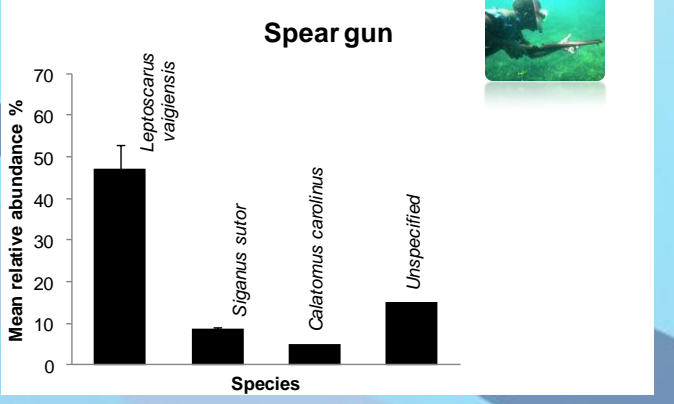 Spear gun
Mean relative abundance %
70
60
50
40
30
20
10
0
Leptoscarus
vaigiensis
Siganus sutor
Calatomus carolinus
Unspecified
Species